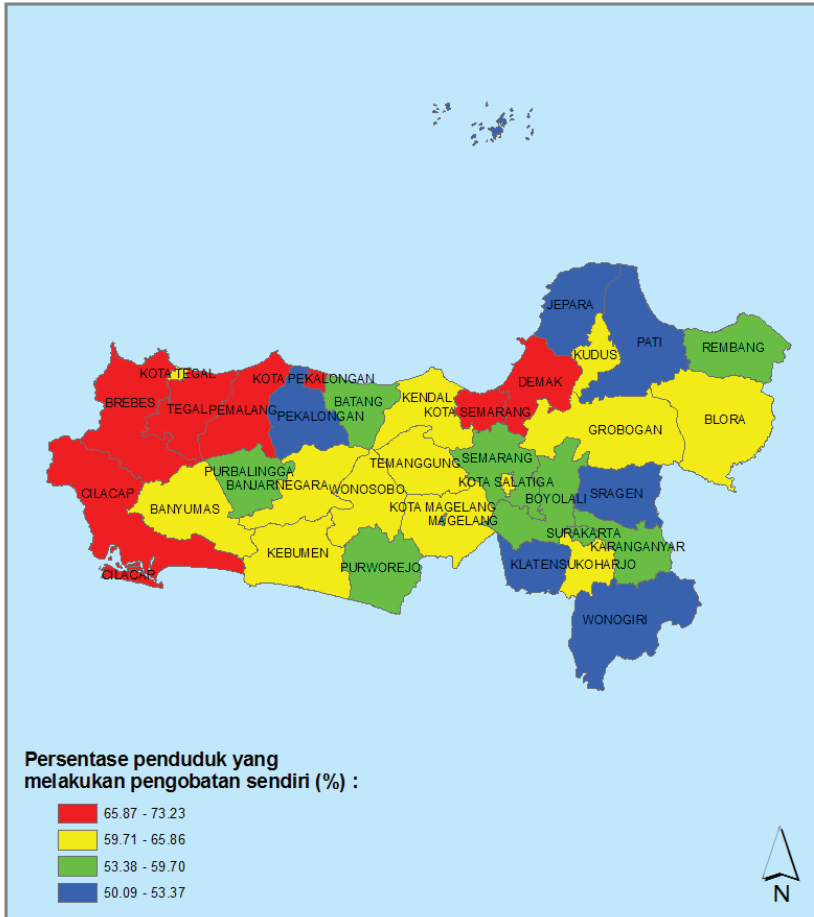 JEPARA
PATI
REMBANG
KUDUS
KOTA TEGAL
KOTA PEKALONGAN
DEMAK
BREBES
TEGAL
PEMALANG
PEKALONGAN
BATANG
KENDAL
KOTA SEMARANG
BLORA
GROBOGAN
PURBALINGGA
BANJARNEGARA
TEMANGGUNG
SEMARANG
CILACAP
BANYUMAS
WONOSOBO
KOTA SALATIGA
BOYOLALI
SRAGEN
KOTA MAGELANG
MAGELANG
KEBUMEN
SURAKARTA
KARANGANYAR
PURWOREJO
KLATEN
SUKOHARJO
CILACAP
WONOGIRI
Persentase penduduk yang
melakukan pengobatan sendiri (%) :
65.87 - 73.23
59.71 - 65.86
53.38 - 59.70
50.09 - 53.37
N